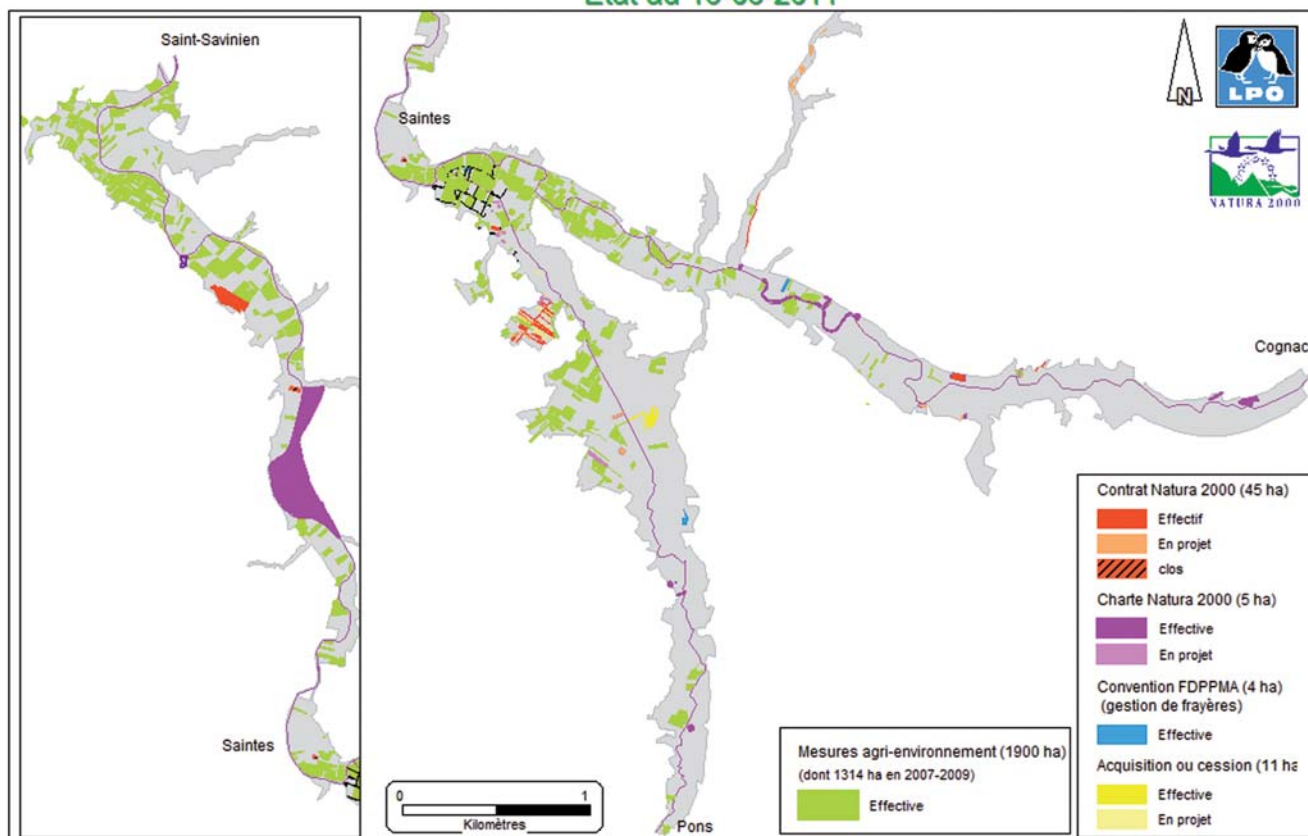 Etat du
Saint-Savinien
Saintes
N
LPO
NATURA 2000
Cognac
Saintes
Pons
0 1
Kilomètres
Mesures agri-environnement (1900 ha)
(dont 1314 ha en 2007-2009)
Effective
Contrat Natura 2000 (45 ha)
Effectif
En projet
clos
Charte Natura 2000 (5 ha)
Effective
En projet
Convention FDPPMA (4 ha)
(gestion de frayères)
Effective
Acquisition ou cession (11 ha
Effective
En projet